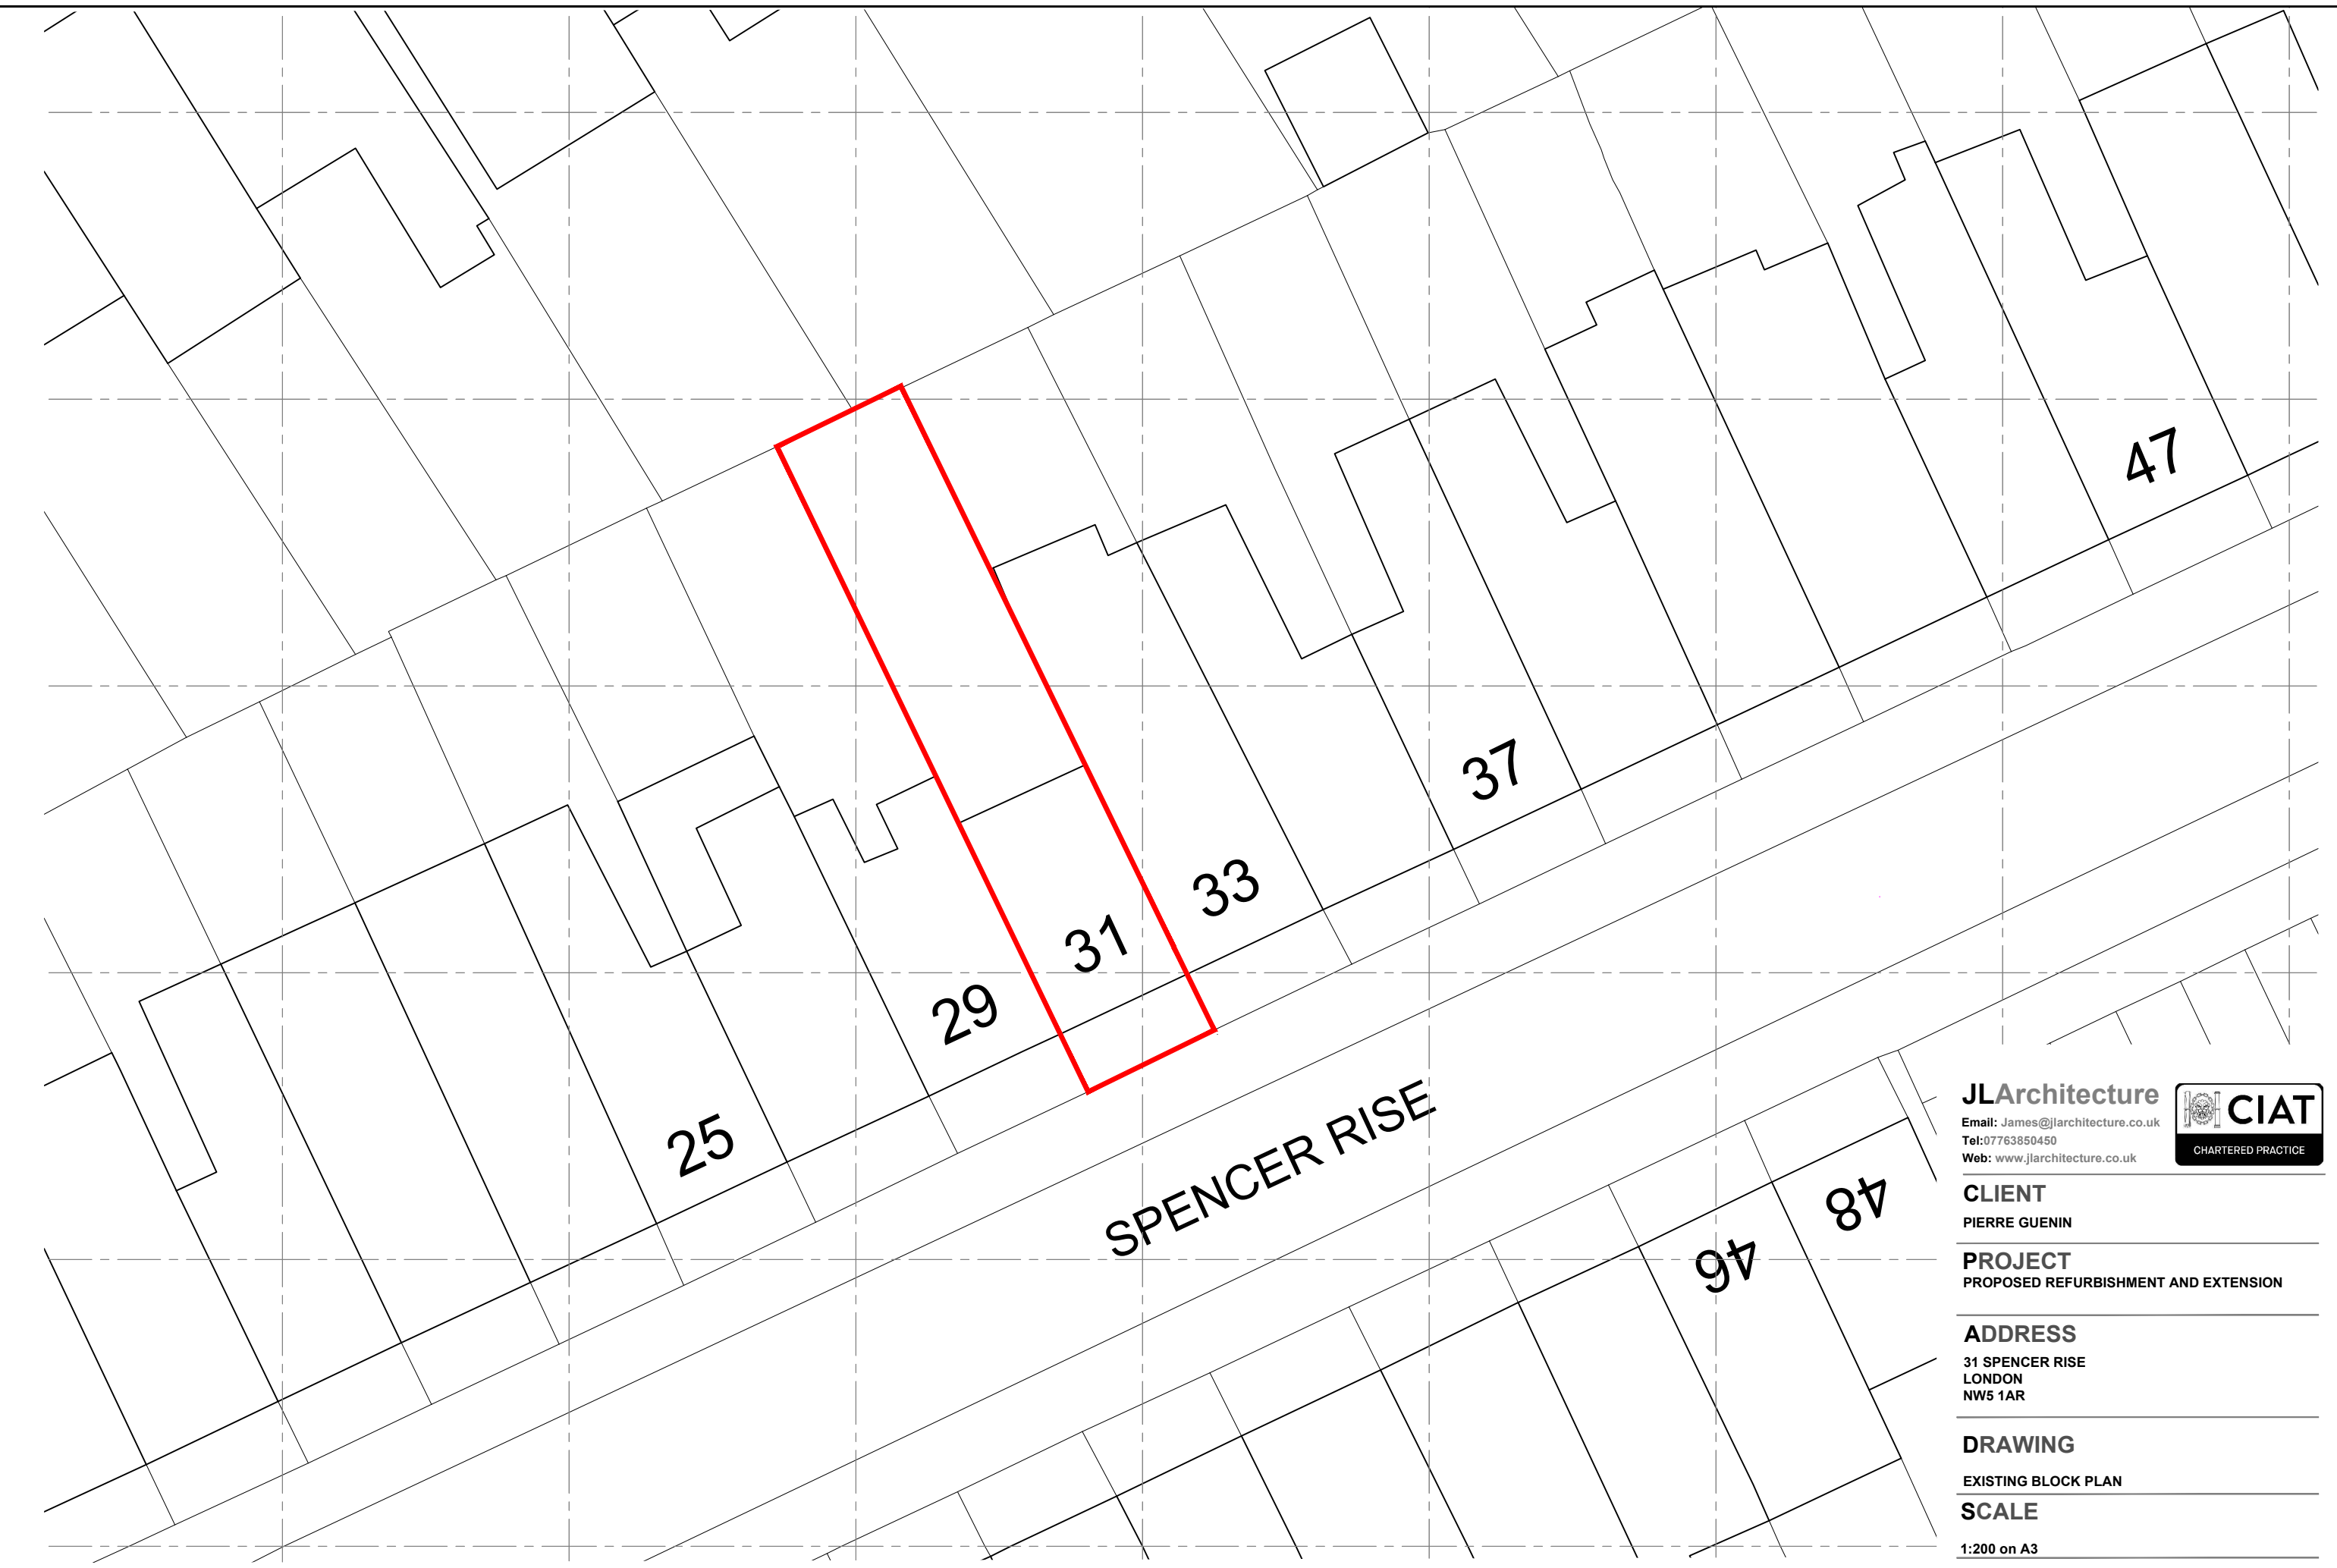 47
37
33
31
29
25
SPENCER RISE
48
46
JLArchitecture
Email: James@jlarchitecture.co.uk
Tel:07763850450
Web: www.jlarchitecture.co.uk
CIAT
CHARTERED PRACTICE
CLIENT
PIERRE GUENIN
PROJECT
PROPOSED REFURBISHMENT AND EXTENSION
ADDRESS
31 SPENCER RISE
LONDON
NW5 1AR
DRAWING
EXISTING BLOCK PLAN
SCALE
1:200 on A3